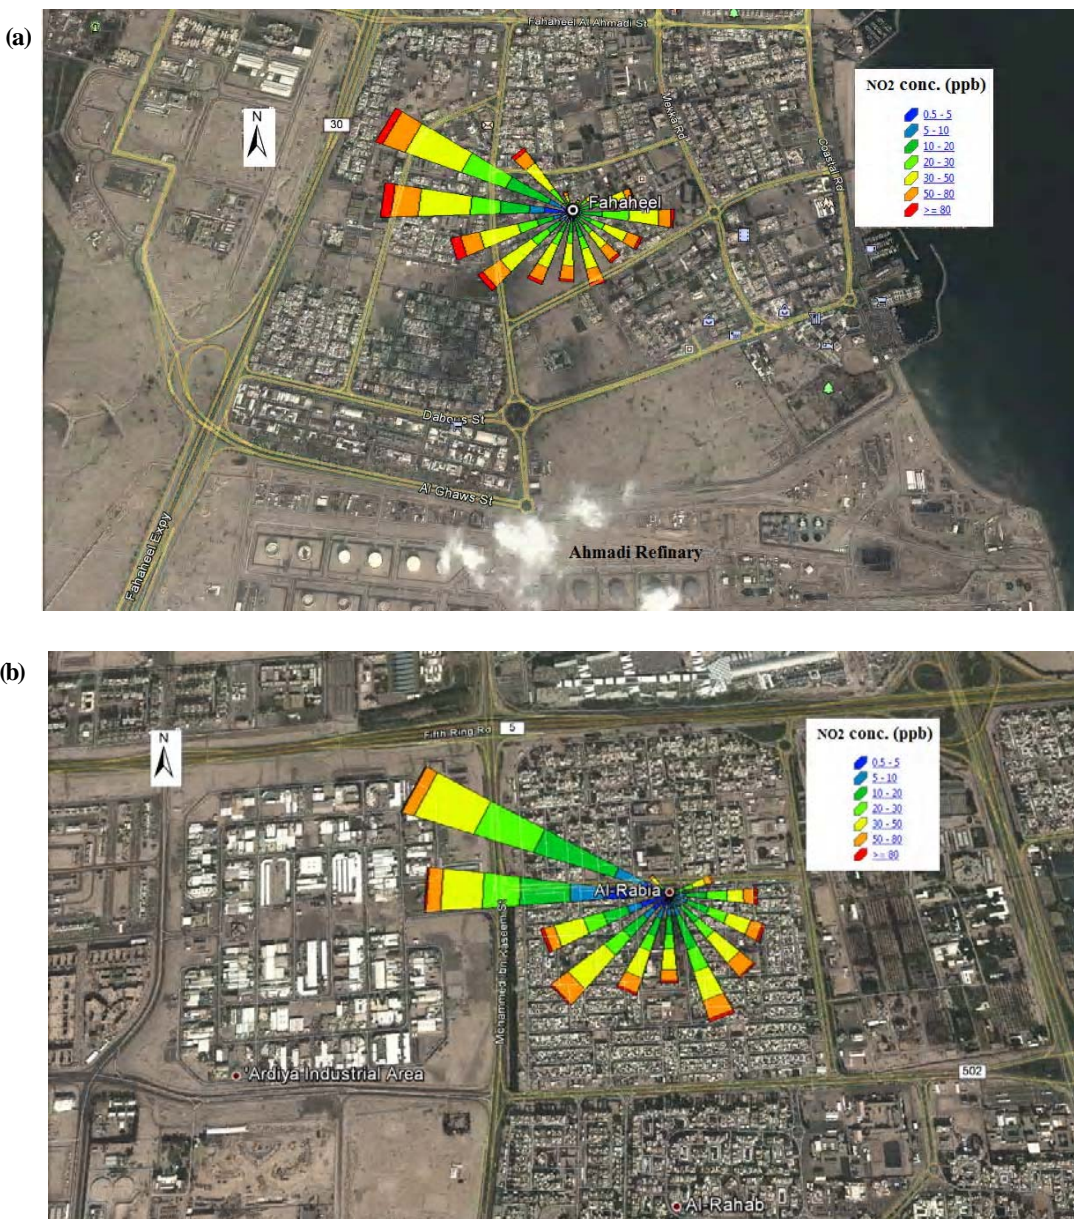 (a)
Fahaheel Al Ahmadi St
N
30
Mekka Rd
Coastal Rd
NO2 conc. (ppb)
0.5 - 5
5 - 10
10 - 20
20 - 30
30 - 50
50 - 80
>= 80
Fahaheel
Dabous St
Al Ghaws St
Fahaheel Expy
Ahmadi Refinary
(b)
Fifth Ring Rd
5
N
NO2 conc. (ppb)
0.5 - 5
5 - 10
10 - 20
20 - 30
30 - 50
50 - 80
>= 80
Al-Rabia
Mohammed bin Kaseem St
'Ardiya Industrial Area
502
Al-Rahab